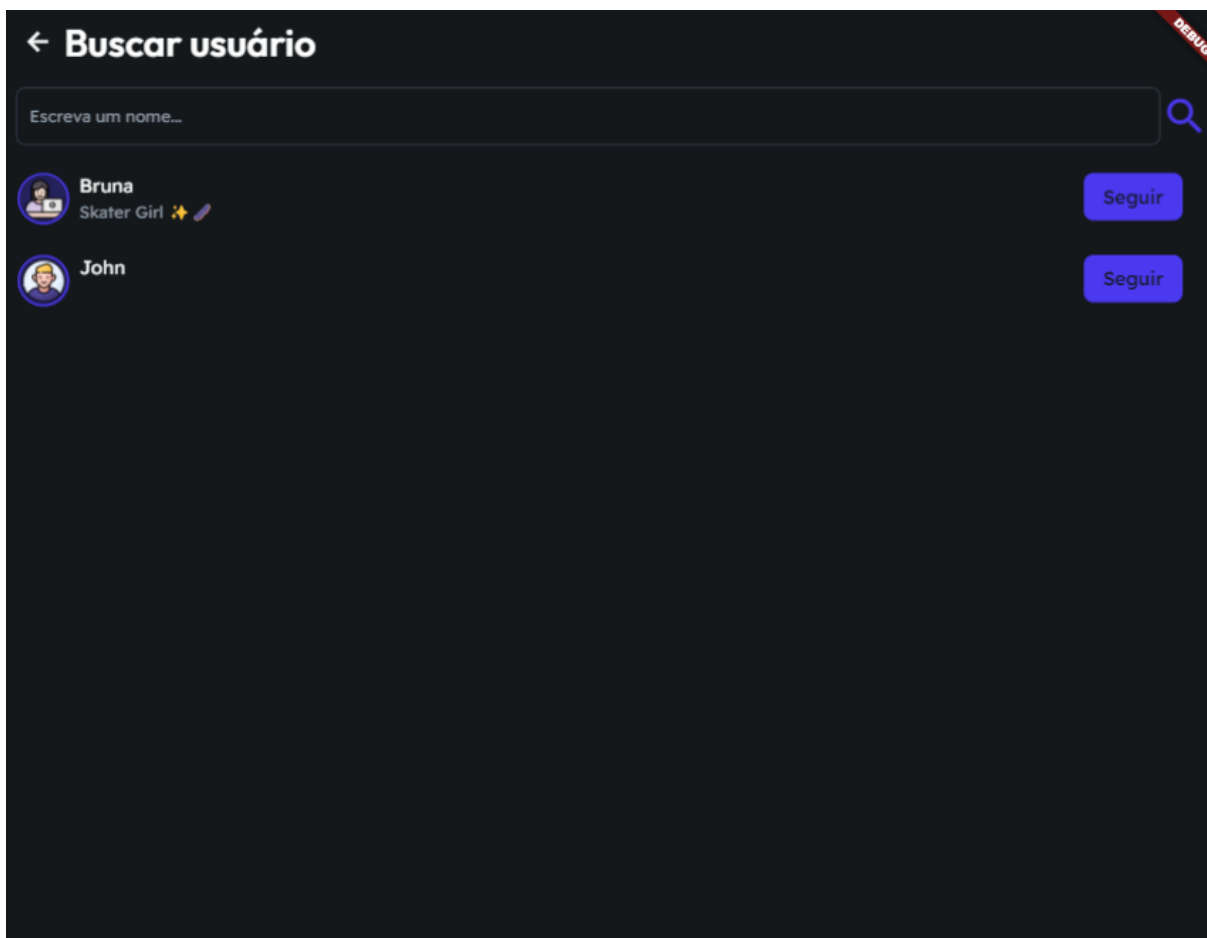 ← Buscar usuário
DEBUG
Escreva um nome...
Bruna
Skater Girl ✨ 🛹
Seguir
John
Seguir